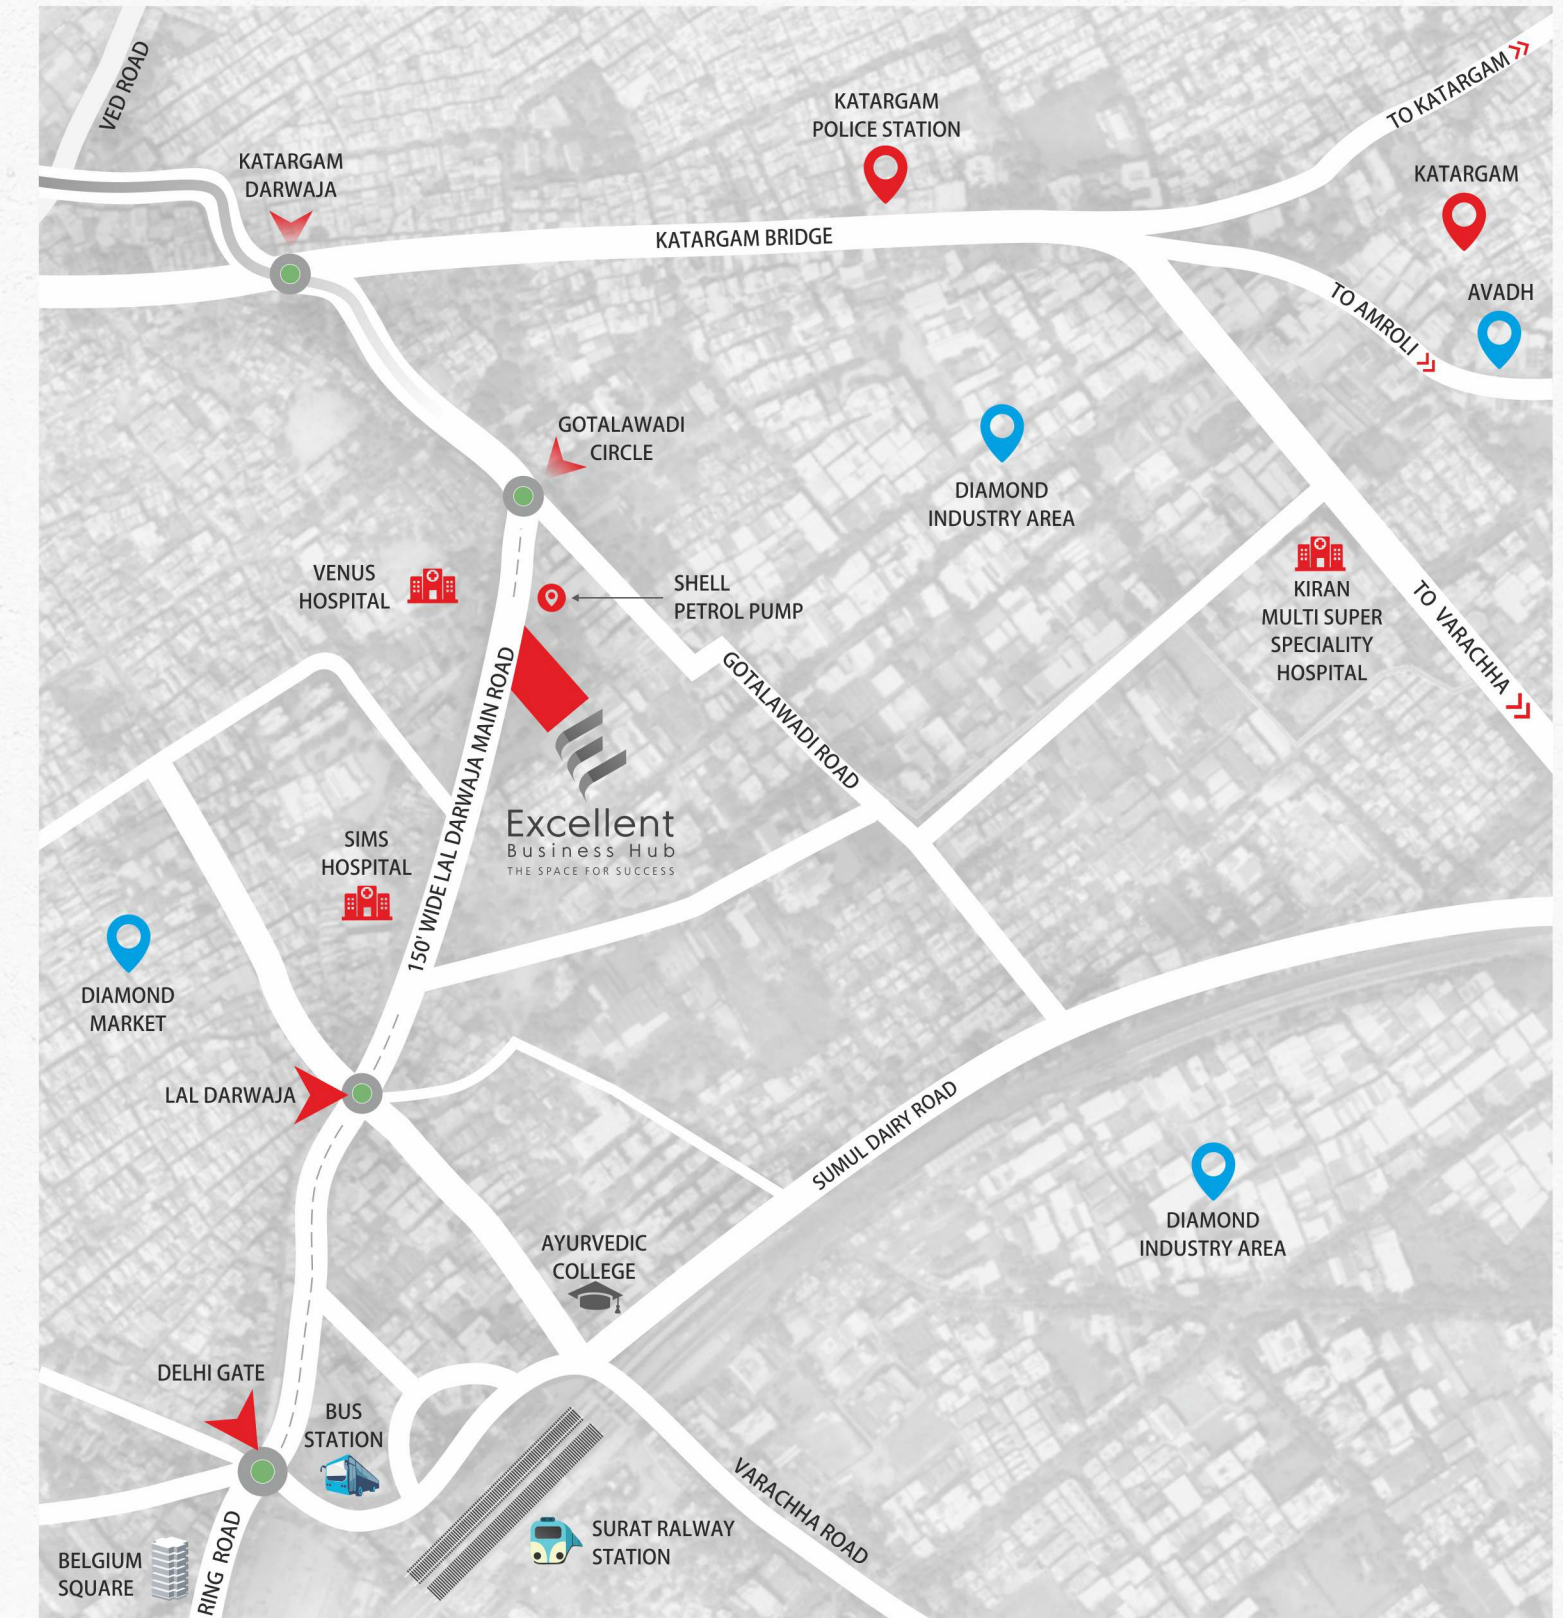 VED ROAD
KATARGAM
DARWAJA
KATARGAM
POLICE STATION
TO KATARGAM
KATARGAM
KATARGAM BRIDGE
AVADH
TO AMROLI
GOTALAWADI
CIRCLE
DIAMOND
INDUSTRY AREA
VENUS
HOSPITAL
SHELL
PETROL PUMP
KIRAN
MULTI SUPER
SPECIALITY
HOSPITAL
TO VARACHHA
150' WIDE LAL DARWAJA MAIN ROAD
GOTALAWADI ROAD
Excellent
Business Hub
THE SPACE FOR SUCCESS
SIMS
HOSPITAL
DIAMOND
MARKET
LAL DARWAJA
SUMUL DAIRY ROAD
DIAMOND
INDUSTRY AREA
AYURVEDIC
COLLEGE
DELHI GATE
BUS
STATION
VARACHHA ROAD
SURAT RALWAY
STATION
BELGIUM
SQUARE
RING ROAD